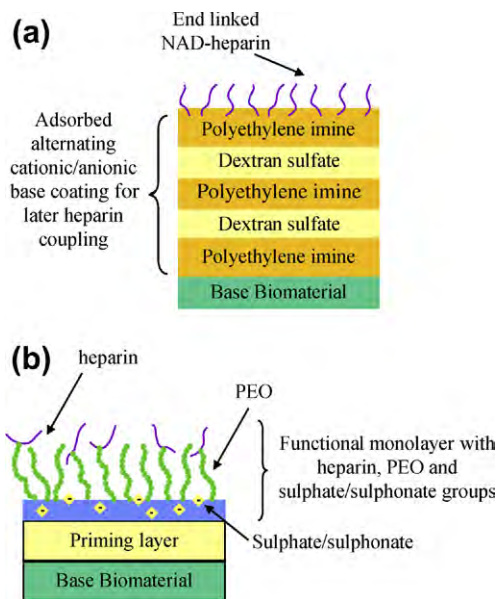 (a)
End linked
NAD-heparin
Adsorbed
alternating
cationic/anionic
base coating for
later heparin
coupling
Polyethylene imine
Dextran sulfate
Polyethylene imine
Dextran sulfate
Polyethylene imine
Base Biomaterial
(b)
heparin
PEO
Functional monolayer with
heparin, PEO and
sulphate/sulphonate groups
Sulphate/sulphonate
Priming layer
Base Biomaterial